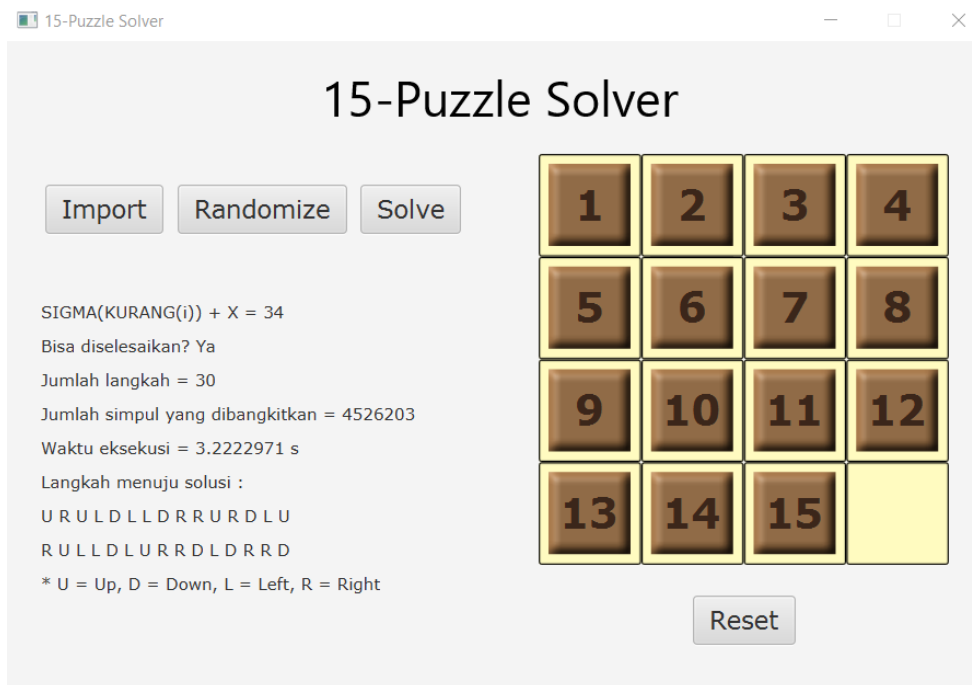 15-Puzzle Solver
15-Puzzle Solver
Import Randomize Solve
SIGMA(KURANG(i)) + X = 34
Bisa diselesaikan? Ya
Jumlah langkah = 30
Jumlah simpul yang dibangkitkan = 4526203
Waktu eksekusi = 3.2222971 s
Langkah menuju solusi :
U R U L D L L D R R U R D L U
R U L L D L U R R D L D R R D
* U = Up, D = Down, L = Left, R = Right
1 2 3 4
5 6 7 8
9 10 11 12
13 14 15
Reset